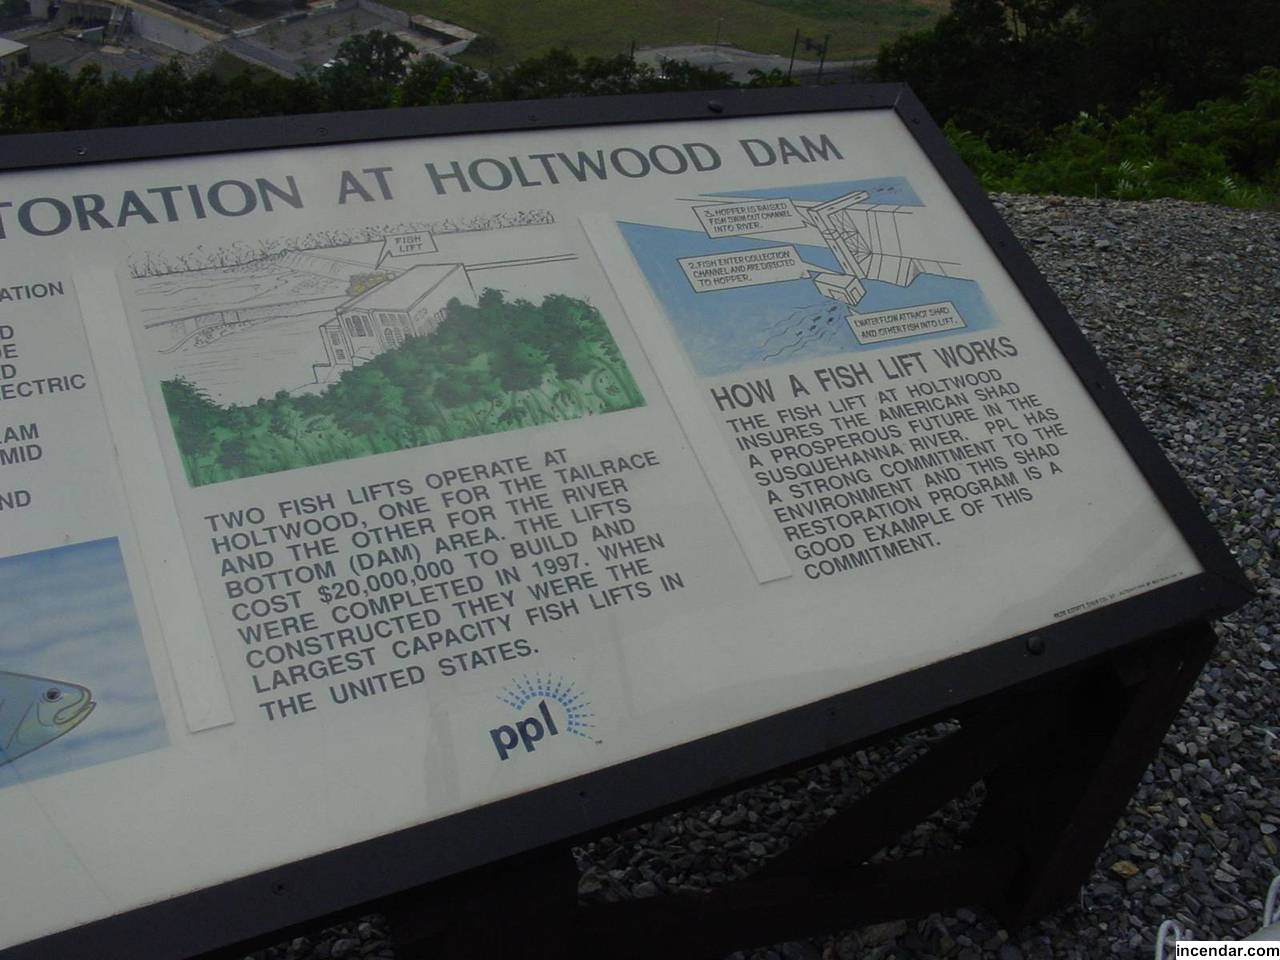 TORATION AT HOLTWOOD DAM
ATION
D
DE
D
LECTRIC
LAM
MID
ND
FISH
LIFT
TWO FISH LIFTS OPERATE AT
HOLTWOOD, ONE FOR THE TAILRACE
AND THE OTHER FOR THE RIVER
BOTTOM (DAM) AREA. THE LIFTS
COST $20,000,000 TO BUILD AND
WERE COMPLETED IN 1997. WHEN
CONSTRUCTED THEY WERE THE
LARGEST CAPACITY FISH LIFTS IN
THE UNITED STATES.
ppl
TM
3. HOPPER IS RAISED
FISH SWIM OUT CHANNEL
INTO RIVER.
2. FISH ENTER COLLECTION
CHANNEL AND ARE DIRECTED
TO HOPPER.
1. WATER FLOW ATTRACT SHAD
AND OTHER FISH INTO LIFT.
HOW A FISH LIFT WORKS
THE FISH LIFT AT HOLTWOOD
INSURES THE AMERICAN SHAD
A PROSPEROUS FUTURE IN THE
SUSQUEHANNA RIVER. PPL HAS
A STRONG COMMITMENT TO THE
ENVIRONMENT AND THIS SHAD
RESTORATION PROGRAM IS A
GOOD EXAMPLE OF THIS
COMMITMENT.
incendar.com